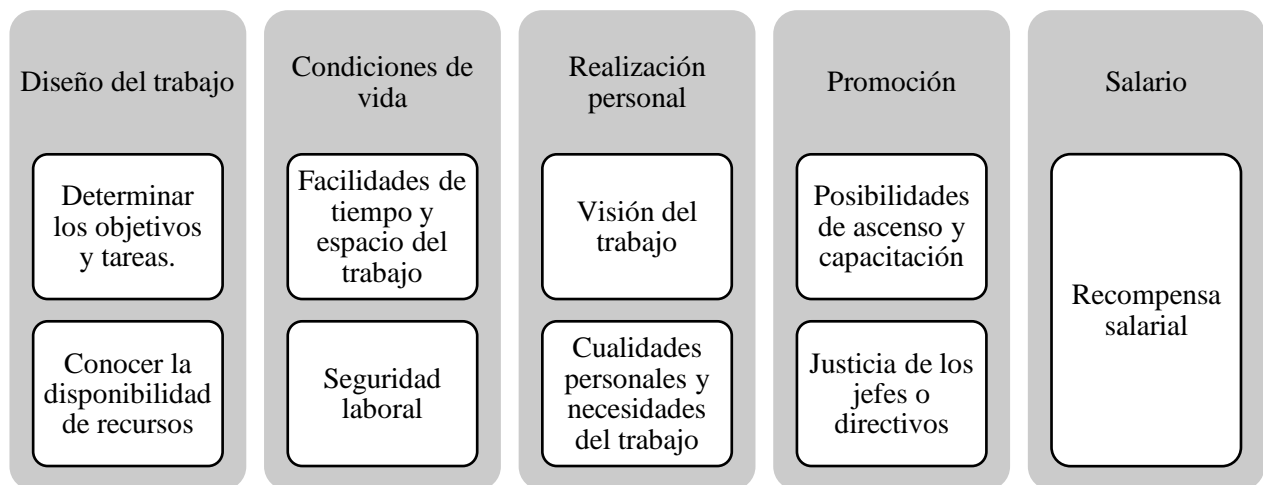 Diseño del trabajo
Determinar
los objetivos
y tareas.
Conocer la
disponibilidad
de recursos
Condiciones de
vida
Facilidades de
tiempo y
espacio del
trabajo
Seguridad
laboral
Realización
personal
Visión del
trabajo
Cualidades
personales y
necesidades
del trabajo
Promoción
Posibilidades
de ascenso y
capacitación
Justicia de los
jefes o
directivos
Salario
Recompensa
salarial